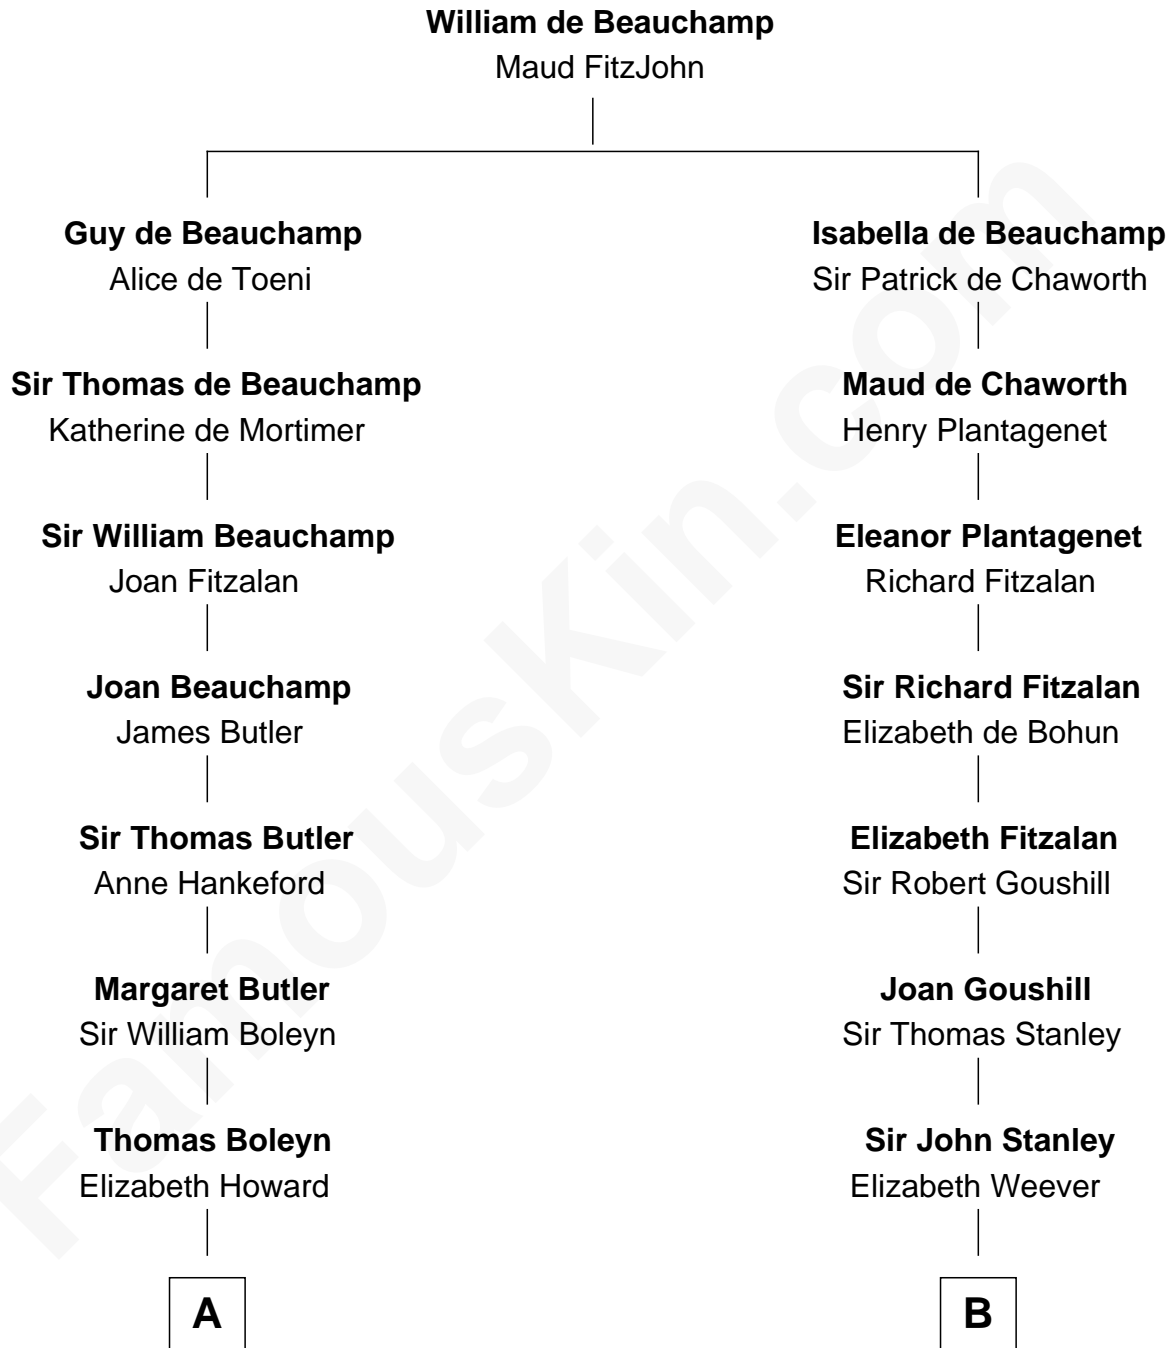 William de Beauchamp
Maud FitzJohn
Guy de Beauchamp
Alice de Toeni
Sir Thomas de Beauchamp
Katherine de Mortimer
Sir William Beauchamp
Joan Fitzalan
Joan Beauchamp
James Butler
Sir Thomas Butler
Anne Hankeford
Margaret Butler
Sir William Boleyn
Thomas Boleyn
Elizabeth Howard
A
Isabella de Beauchamp
Sir Patrick de Chaworth
Maud de Chaworth
Henry Plantagenet
Eleanor Plantagenet
Richard Fitzalan
Sir Richard Fitzalan
Elizabeth de Bohun
Elizabeth Fitzalan
Sir Robert Goushill
Joan Goushill
Sir Thomas Stanley
Sir John Stanley
Elizabeth Weever
B
FamousKin.com